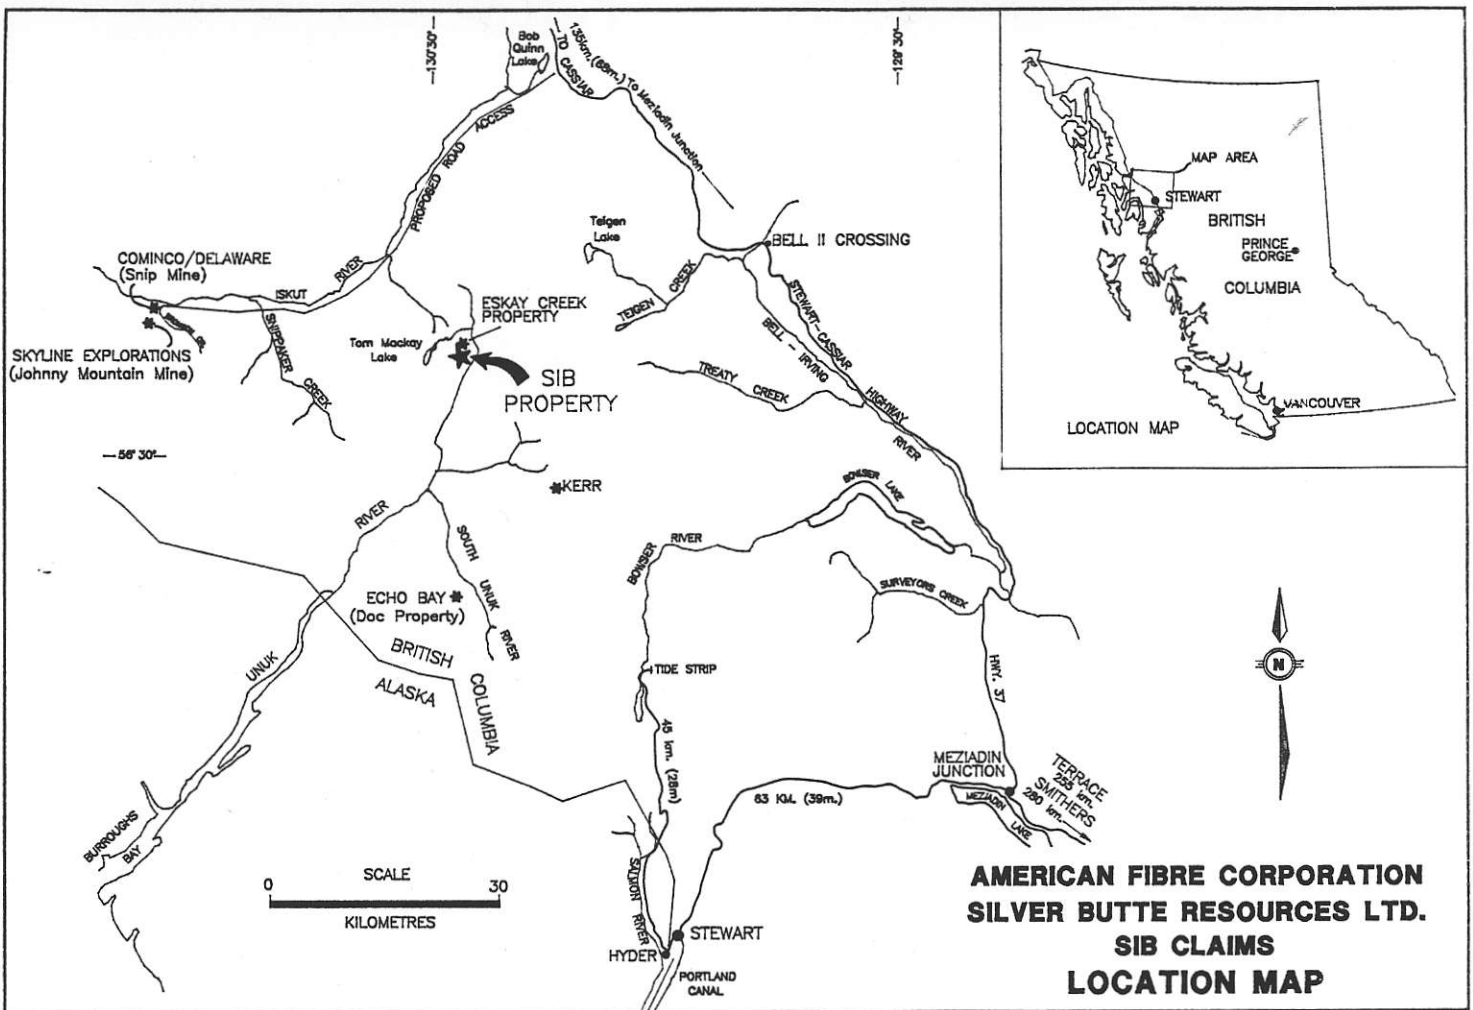 —130°30'—
—129°30'—
Bob
Quinn
Lake
TO CASSIAR
135km.(85m.) To Meziadin Junction
PROPOSED ROAD ACCESS
MAP AREA
STEWART
BRITISH
PRINCE
GEORGE
COLUMBIA
VANCOUVER
LOCATION MAP
Teigen
Lake
BELL II CROSSING
COMINCO/DELAWARE
(Snip Mine)
ISKUT RIVER
SNIPPAKER CREEK
SKYLINE EXPLORATIONS
(Johnny Mountain Mine)
ESKAY CREEK
PROPERTY
Tom Mackay
Lake
SIB
PROPERTY
TEIGEN CREEK
STEWART-CASSIAR HIGHWAY
BELL - IRVING RIVER
TREATY CREEK
—56° 30'—
KERR
BOWSER LAKE
BOWSER RIVER
RIVER
UNUK
SOUTH UNUK RIVER
SURVEYORS CREEK
ECHO BAY
(Doc Property)
BRITISH COLUMBIA
ALASKA
TIDE STRIP
HWY. 37
N
45 km. (28m)
MEZIADIN
JUNCTION
TERRACE
255 km.
SMITHERS
280 km.
63 KM. (39m.)
MEZIADIN LAKE
BURROUGHS BAY
SCALE
0 30
KILOMETRES
SALMON RIVER
STEWART
HYDER
PORTLAND
CANAL
AMERICAN FIBRE CORPORATION
SILVER BUTTE RESOURCES LTD.
SIB CLAIMS
LOCATION MAP